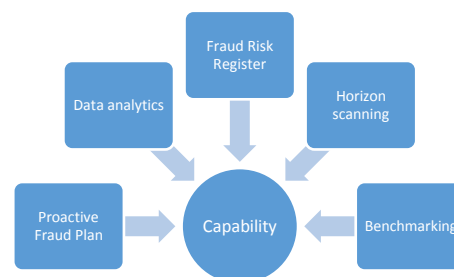 Fraud Risk
Register
Data analytics
Horizon
scanning
Proactive
Fraud Plan
Capability
Benchmarking